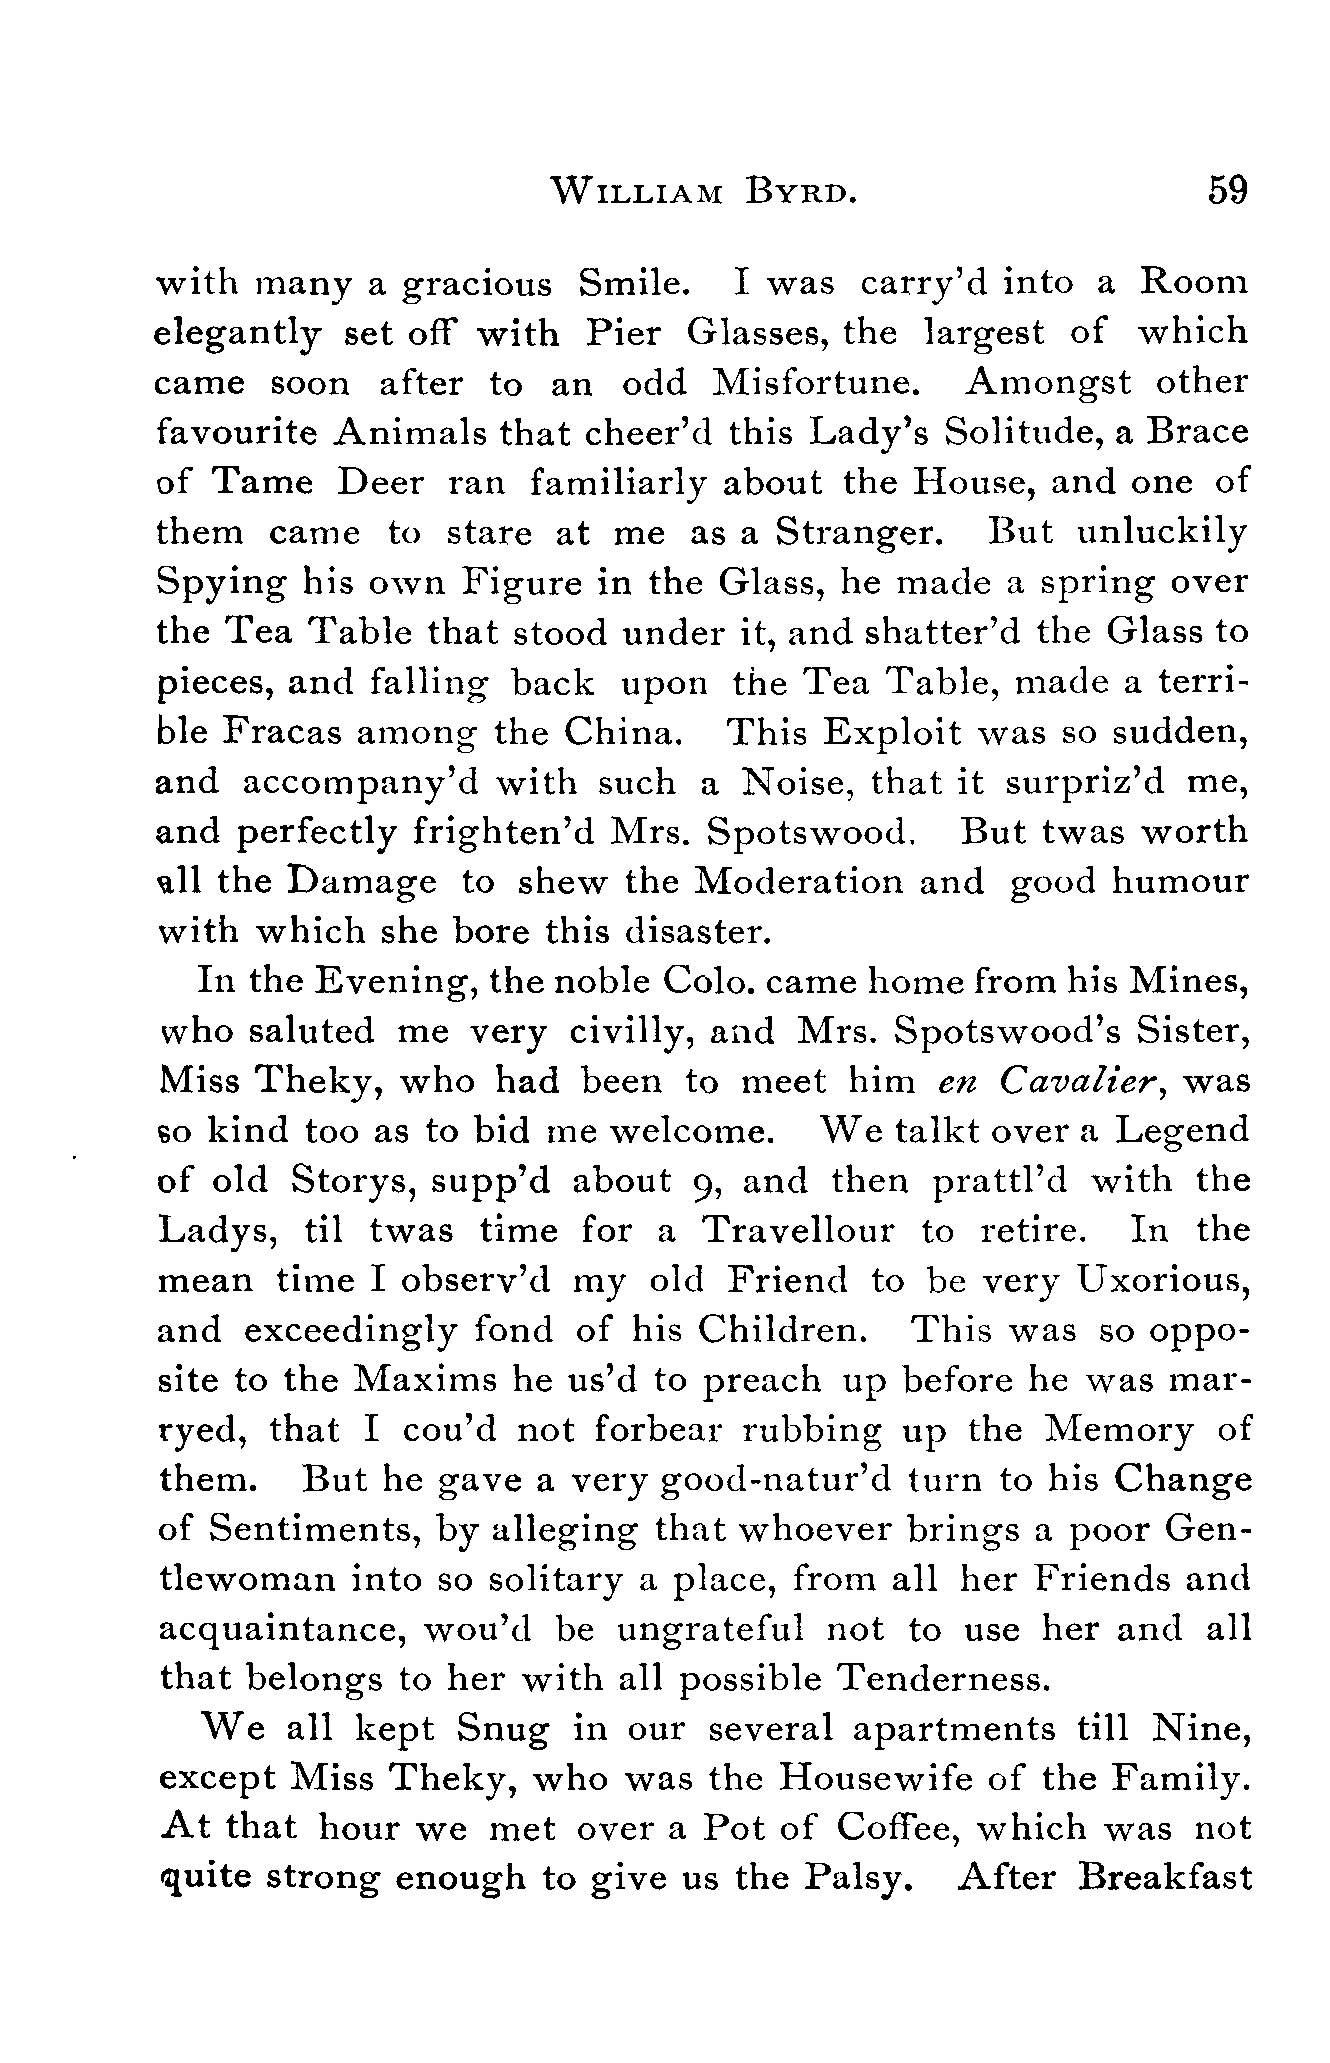 William Byrd. 59
with many a gracious Smile. I was carry'd into a Room
elegantly set off with Pier Glasses, the largest of which
came soon after to an odd Misfortune. Amongst other
favourite Animals that cheer'd this Lady's Solitude, a Brace
of Tame Deer ran familiarly about the House, and one of
them came to stare at me as a Stranger. But unluckily
Spying his own Figure in the Glass, he made a spring over
the Tea Table that stood under it, and shatter'd the Glass to
pieces, and falling back upon the Tea Table, made a terri-
ble Fracas among the China. This Exploit was so sudden,
and accompany'd with such a Noise, that it surpriz'd me,
and perfectly frighten'd Mrs. Spotswood. But twas worth
all the Damage to shew the Moderation and good humour
with which she bore this disaster.
In the Evening, the noble Colo. came home from his Mines,
who saluted me very civilly, and Mrs. Spotswood's Sister,
Miss Theky, who had been to meet him en Cavalier, was
so kind too as to bid me welcome. We talkt over a Legend
of old Storys, supp'd about 9, and then prattl'd with the
Ladys, til twas time for a Travellour to retire. In the
mean time I observ'd my old Friend to be very Uxorious,
and exceedingly fond of his Children. This was so oppo-
site to the Maxims he us'd to preach up before he was mar-
ryed, that I cou'd not forbear rubbing up the Memory of
them. But he gave a very good-natur'd turn to his Change
of Sentiments, by alleging that whoever brings a poor Gen-
tlewoman into so solitary a place, from all her Friends and
acquaintance, wou'd be ungrateful not to use her and all
that belongs to her with all possible Tenderness.
We all kept Snug in our several apartments till Nine,
except Miss Theky, who was the Housewife of the Family.
At that hour we met over a Pot of Coffee, which was not
quite strong enough to give us the Palsy. After Breakfast